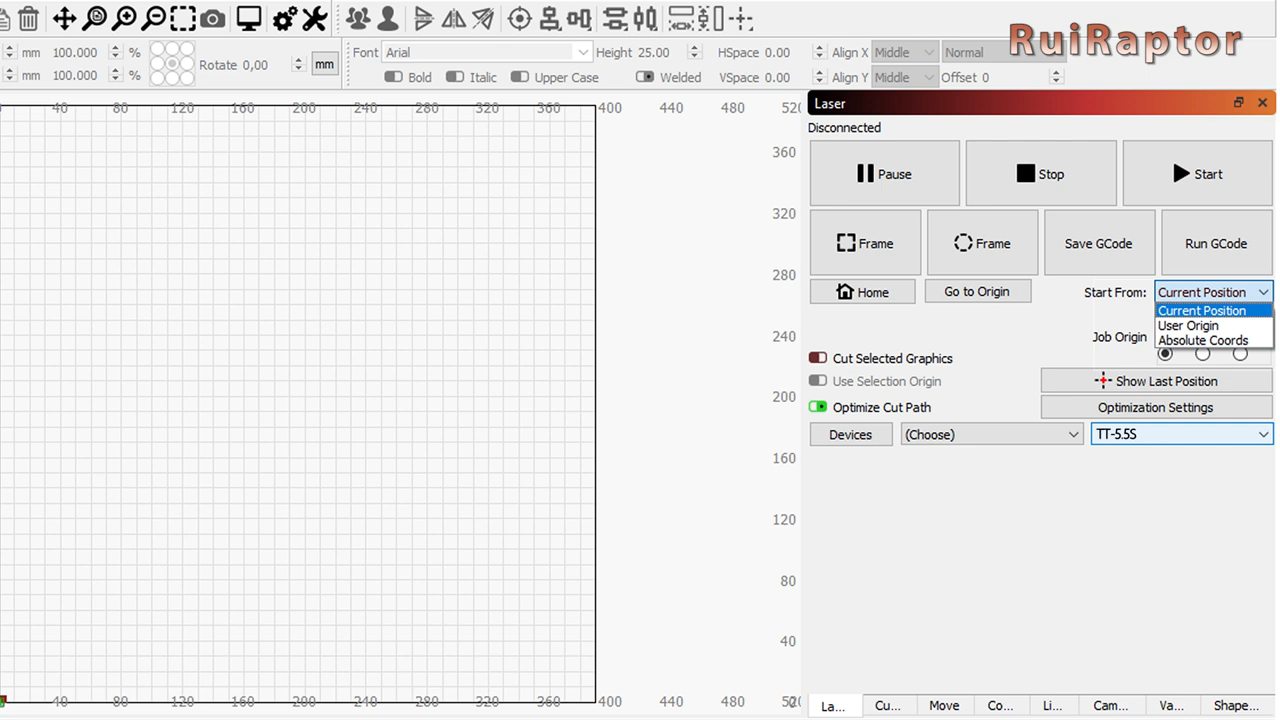 RuiRaptor
mm 100.000 % Rotate 0,00 mm Font Arial Height 25.00 HSpace 0.00 Align X Middle Normal
mm 100.000 % Bold Italic Upper Case Welded VSpace 0.00 Align Y Middle Offset 0
40 80 120 160 200 240 280 320 360 400 440 480 520
Laser
Disconnected
360
Pause Stop Start
320
Frame Frame Save GCode Run GCode
280
Home Go to Origin Start From: Current Position
Current Position
User Origin
Absolute Coords
240
Job Origin
Cut Selected Graphics
200
Use Selection Origin Show Last Position
Optimize Cut Path Optimization Settings
Devices (Choose) TT-5.5S
160
120
80
40
40 80 120 160 200 240 280 320 360 400 440 480
La... Cu... Move Co... Li... Cam... Va... Shape...